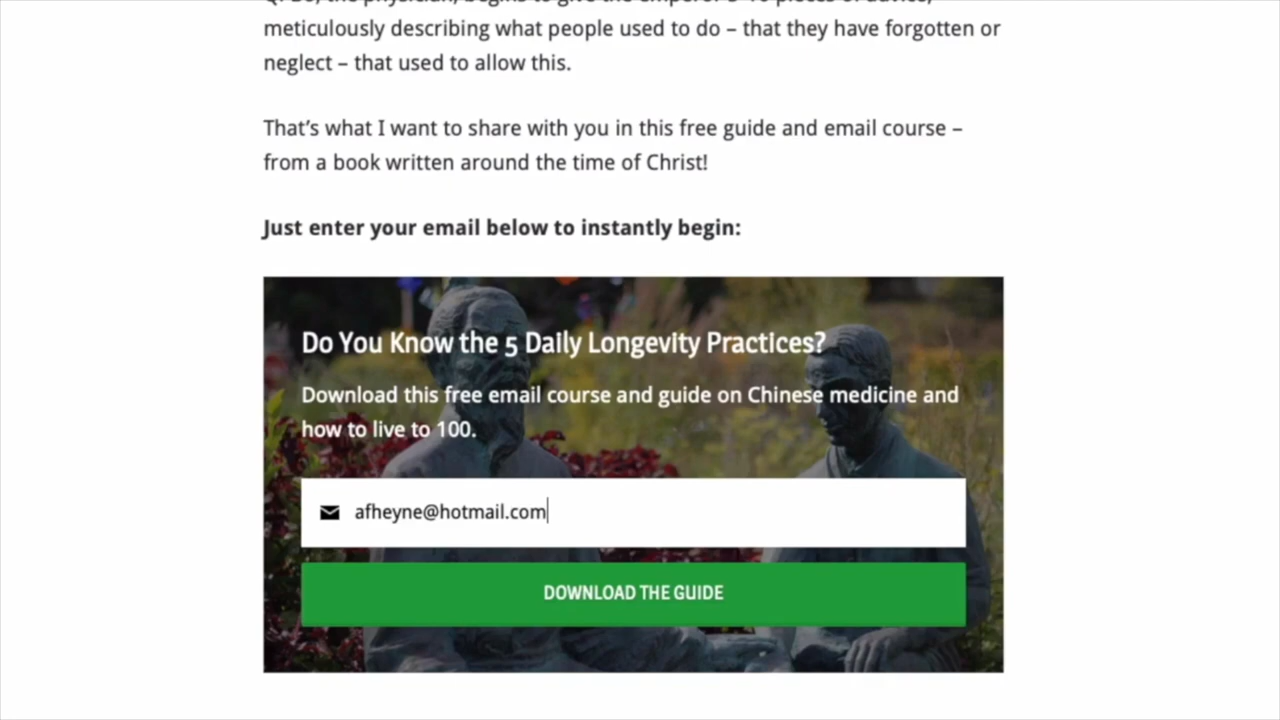 meticulously describing what people used to do – that they have forgotten or
neglect – that used to allow this.
That’s what I want to share with you in this free guide and email course –
from a book written around the time of Christ!
Just enter your email below to instantly begin:
Do You Know the 5 Daily Longevity Practices?
Download this free email course and guide on Chinese medicine and
how to live to 100.
afheyne@hotmail.com
DOWNLOAD THE GUIDE